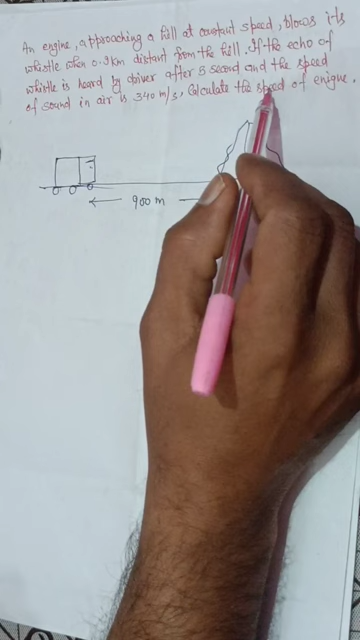 An engine, approaching a hill at constant speed, blows its
whistle when 0.9km distant from the hill. If the echo of
whistle is heard by driver after 5 second and the speed
of sound in air is 340 m/s, Calculate the speed of enigne.
900 m